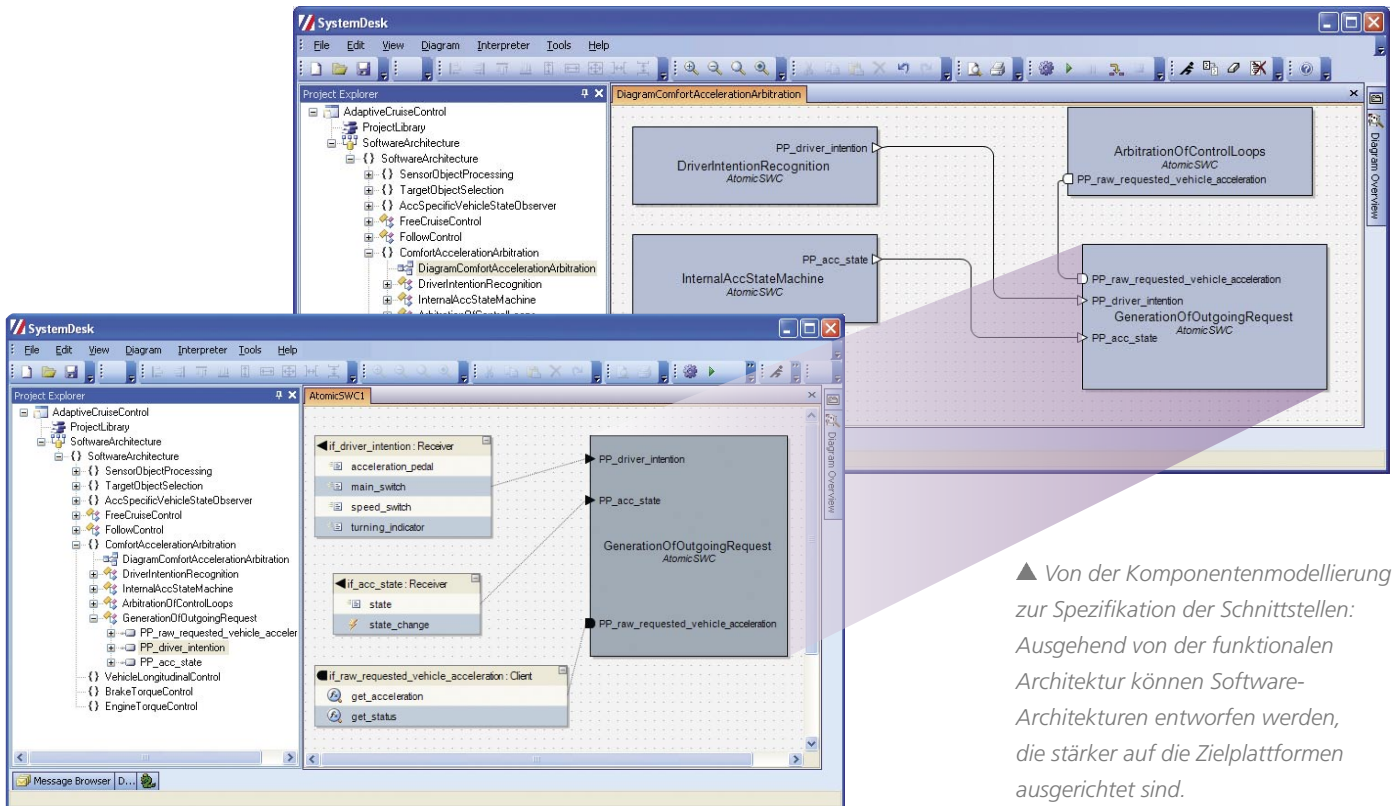 SystemDesk
File Edit View Diagram Interpreter Tools Help
Project Explorer
AdaptiveCruiseControl
ProjectLibrary
SoftwareArchitecture
{} SoftwareArchitecture
{} SensorObjectProcessing
{} TargetObjectSelection
{} AccSpecificVehicleStateObserver
FreeCruiseControl
FollowControl
{} ComfortAccelerationArbitration
DiagramComfortAccelerationArbitration
DriverIntentionRecognition
InternalAccStateMachine
DiagramComfortAccelerationArbitration
PP_driver_intention
DriverIntentionRecognition
AtomicSWC
PP_acc_state
InternalAccStateMachine
AtomicSWC
ArbitrationOfControlLoops
AtomicSWC
PP_raw_requested_vehicle_acceleration
PP_raw_requested_vehicle_acceleration
PP_driver_intention
GenerationOfOutgoingRequest
AtomicSWC
PP_acc_state
Diagram Overview
SystemDesk
File Edit View Diagram Interpreter Tools Help
Project Explorer
AdaptiveCruiseControl
ProjectLibrary
SoftwareArchitecture
{} SoftwareArchitecture
{} SensorObjectProcessing
{} TargetObjectSelection
{} AccSpecificVehicleStateObserver
FreeCruiseControl
FollowControl
{} ComfortAccelerationArbitration
DiagramComfortAccelerationArbitration
DriverIntentionRecognition
InternalAccStateMachine
ArbitrationOfControlLoops
GenerationOfOutgoingRequest
PP_raw_requested_vehicle_acceler
PP_driver_intention
PP_acc_state
{} VehicleLongitudinalControl
{} BrakeTorqueControl
{} EngineTorqueControl
Message Browser D...
AtomicSWC1
if_driver_intention : Receiver
acceleration_pedal
main_switch
speed_switch
turning_indicator
if_acc_state : Receiver
state
state_change
if_raw_requested_vehicle_acceleration : Client
get_acceleration
get_status
PP_driver_intention
PP_acc_state
GenerationOfOutgoingRequest
AtomicSWC
PP_raw_requested_vehicle_acceleration
Diagram Overview
▲ Von der Komponentenmodellierung
zur Spezifikation der Schnittstellen:
Ausgehend von der funktionalen
Architektur können Software-
Architekturen entworfen werden,
die stärker auf die Zielplattformen
ausgerichtet sind.